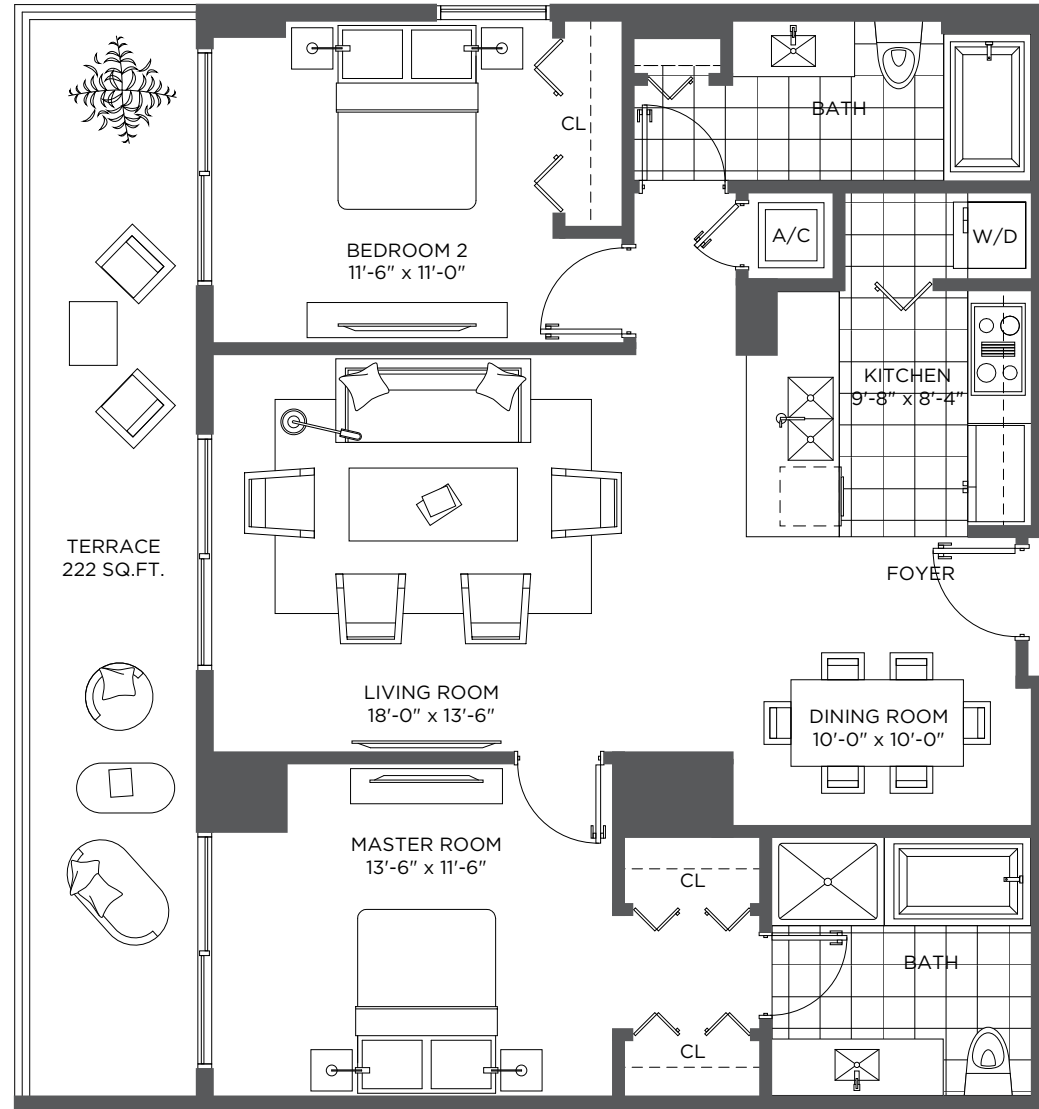 BATH
CL
BEDROOM 2
11'-6" x 11'-0"
A/C
W/D
KITCHEN
9'-8" x 8'-4"
TERRACE
222 SQ.FT.
FOYER
LIVING ROOM
18'-0" x 13'-6"
DINING ROOM
10'-0" x 10'-0"
MASTER ROOM
13'-6" x 11'-6"
CL
BATH
CL